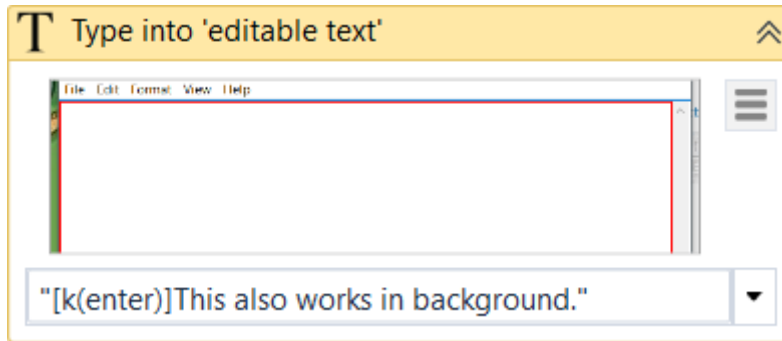 T Type into 'editable text'
File Edit Format View Help
"[k(enter)]This also works in background."